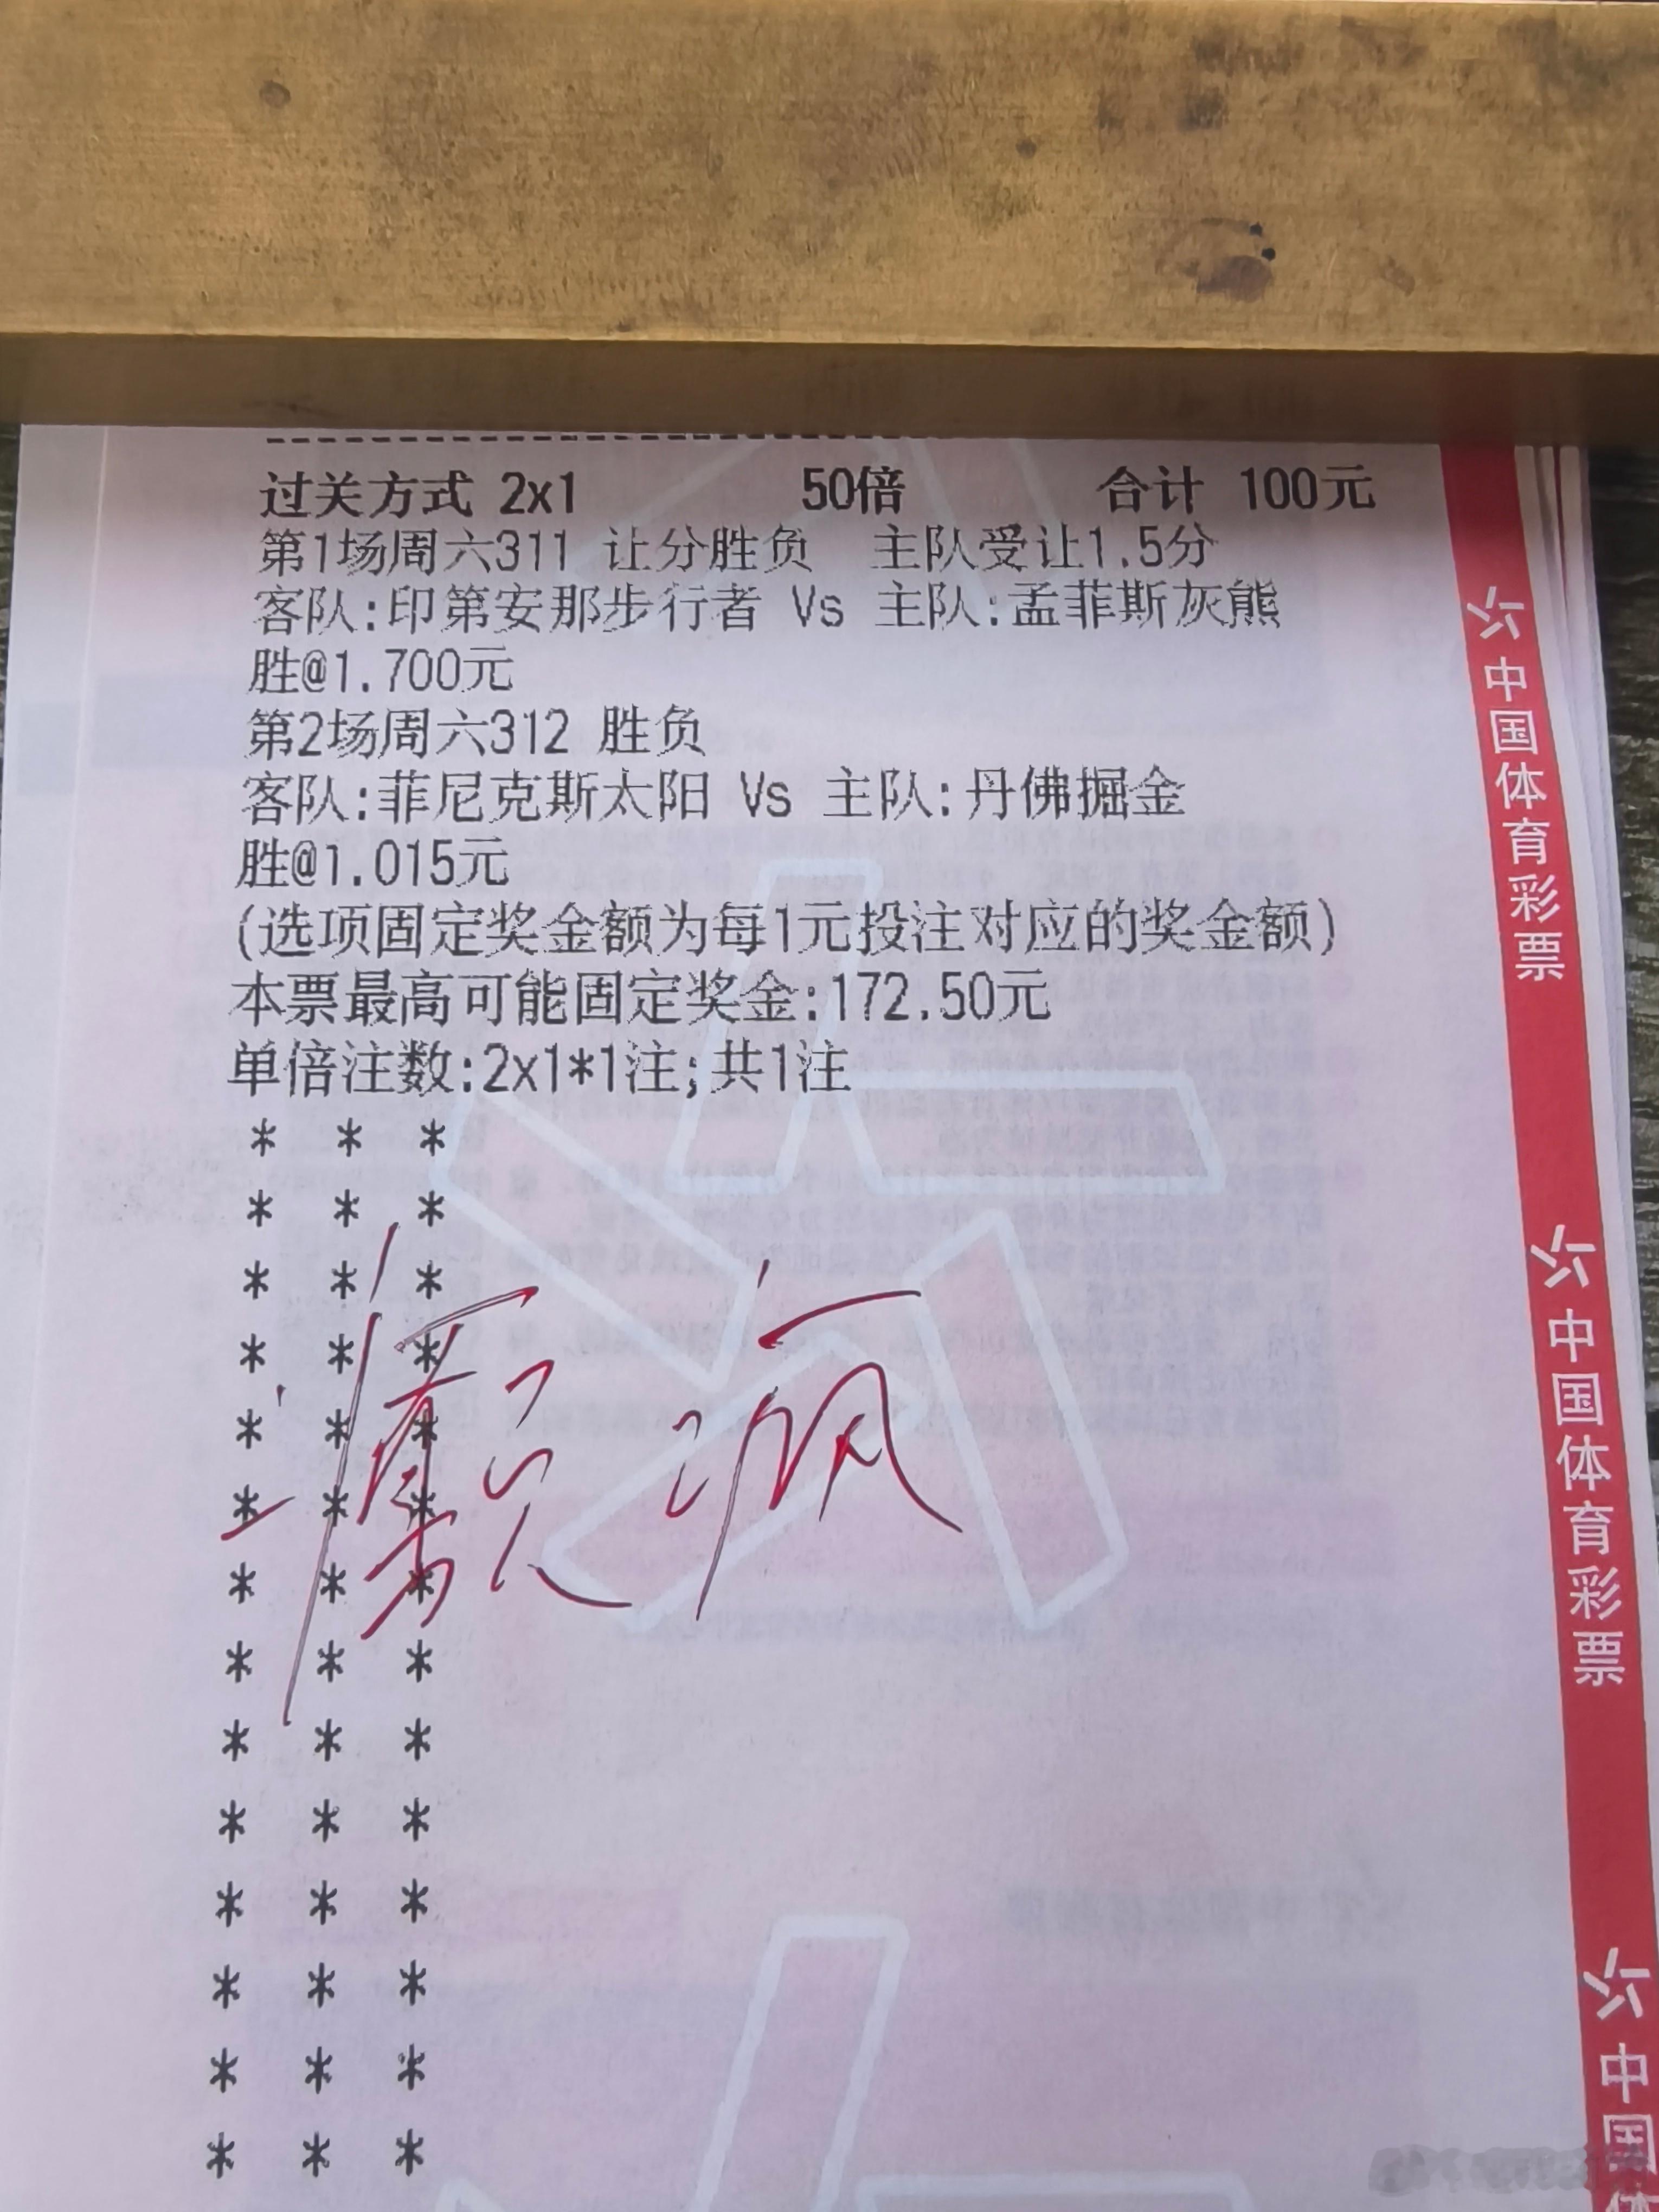 过关方式 2x1 50倍 合计 100元
第1场周六311 让分胜负 主队受让1.5分
客队:印第安那步行者 Vs 主队:孟菲斯灰熊
胜@1.700元
第2场周六312 胜负
客队:菲尼克斯太阳 Vs 主队:丹佛掘金
胜@1.015元
(选项固定奖金额为每1元投注对应的奖金额)
本票最高可能固定奖金:172.50元
单倍注数:2x1*1注;共1注
* * *
* * *
* * *
* * *
* * *
* * *
* * *
* * *
* * *
* * *
* * *
* * *
* * *
* * *
中国体育彩票
中国体育彩票
中国体